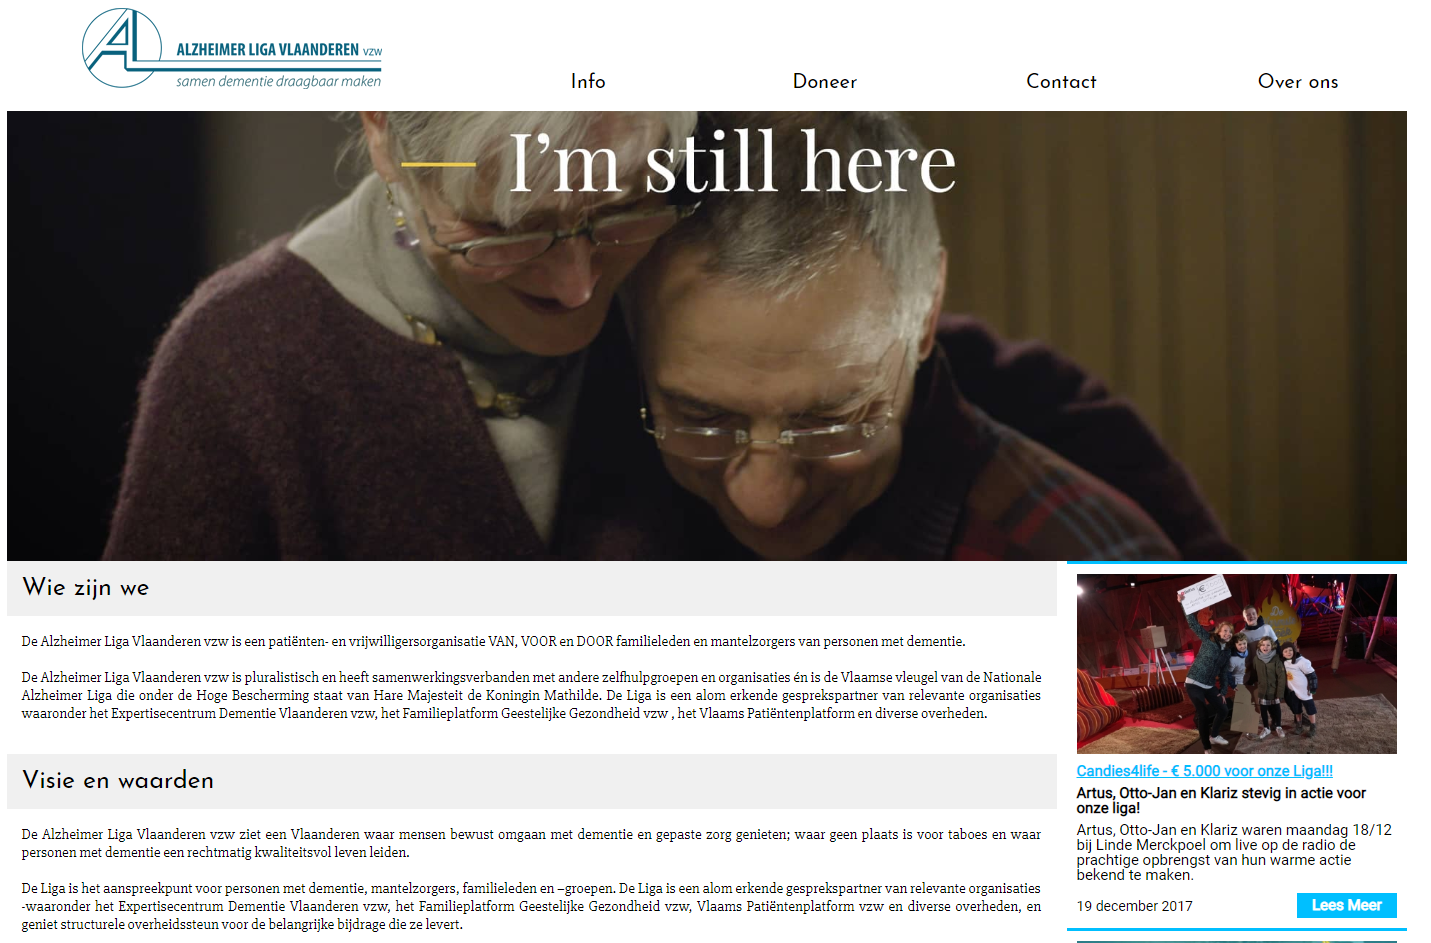 ALZHEIMER LIGA VLAANDEREN vzw
samen dementie draagbaar maken
Info
Doneer
Contact
Over ons
I'm still here
Wie zijn we
De Alzheimer Liga Vlaanderen vzw is een patiënten- en vrijwilligersorganisatie VAN, VOOR en DOOR familieleden en mantelzorgers van personen met dementie.
De Alzheimer Liga Vlaanderen vzw is pluralistisch en heeft samenwerkingsverbanden met andere zelfhulpgroepen en organisaties én is de Vlaamse vleugel van de Nationale
Alzheimer Liga die onder de Hoge Bescherming staat van Hare Majesteit de Koningin Mathilde. De Liga is een alom erkende gesprekspartner van relevante organisaties
waaronder het Expertisecentrum Dementie Vlaanderen vzw, het Familieplatform Geestelijke Gezondheid vzw , het Vlaams Patiëntenplatform en diverse overheden.
Visie en waarden
De Alzheimer Liga Vlaanderen vzw ziet een Vlaanderen waar mensen bewust omgaan met dementie en gepaste zorg genieten; waar geen plaats is voor taboes en waar
personen met dementie een rechtmatig kwaliteitsvol leven leiden.
De Liga is het aanspreekpunt voor personen met dementie, mantelzorgers, familieleden en –groepen. De Liga is een alom erkende gesprekspartner van relevante organisaties
-waaronder het Expertisecentrum Dementie Vlaanderen vzw, het Familieplatform Geestelijke Gezondheid vzw, Vlaams Patiëntenplatform vzw en diverse overheden, en
geniet structurele overheidssteun voor de belangrijke bijdrage die ze levert.
Candies4life - € 5.000 voor onze Liga!!!
Artus, Otto-Jan en Klariz stevig in actie voor
onze liga!
Artus, Otto-Jan en Klariz waren maandag 18/12
bij Linde Merckpoel om live op de radio de
prachtige opbrengst van hun warme actie
bekend te maken.
19 december 2017
Lees Meer